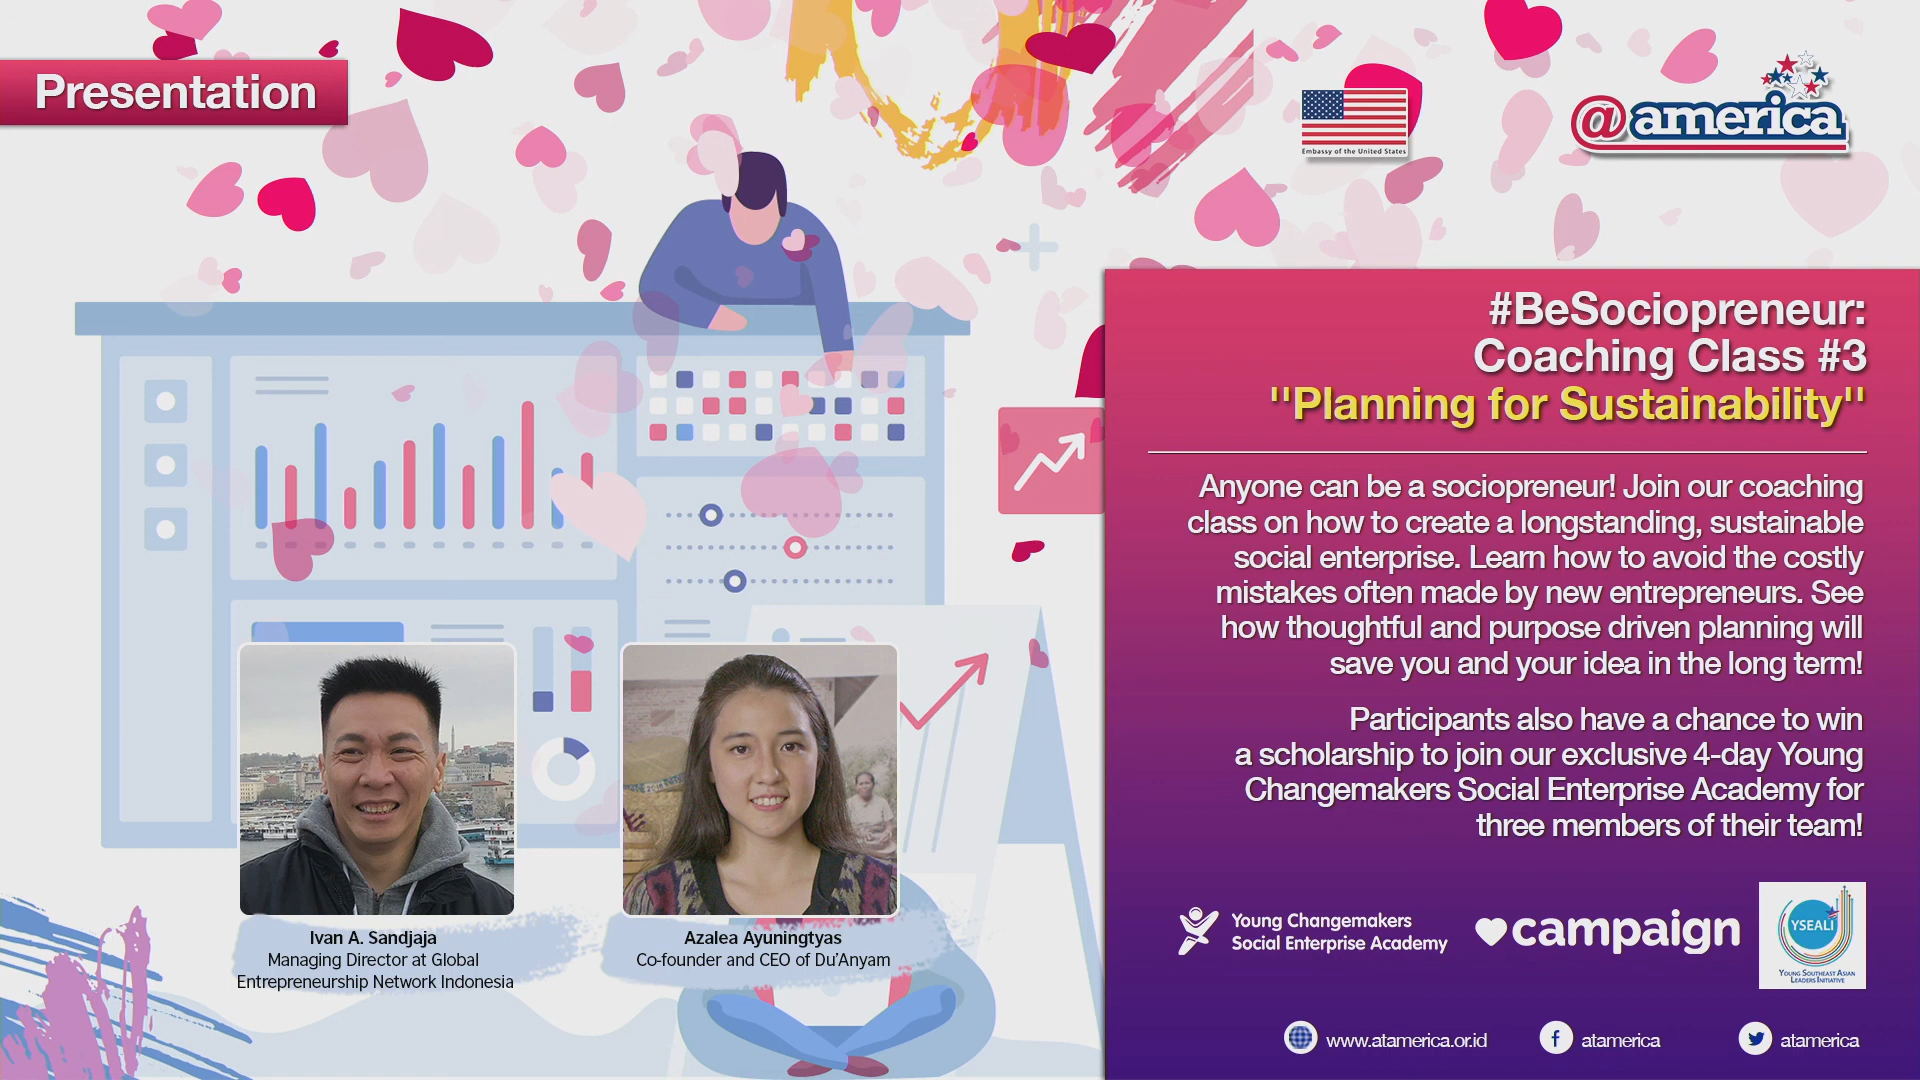 Presentation
Embassy of the United States
@america
#BeSociopreneur:
Coaching Class #3
"Planning for Sustainability"
Anyone can be a sociopreneur! Join our coaching
class on how to create a longstanding, sustainable
social enterprise. Learn how to avoid the costly
mistakes often made by new entrepreneurs. See
how thoughtful and purpose driven planning will
save you and your idea in the long term!
Participants also have a chance to win
a scholarship to join our exclusive 4-day Young
Changemakers Social Enterprise Academy for
three members of their team!
Ivan A. Sandjaja
Managing Director at Global
Entrepreneurship Network Indonesia
Azalea Ayuningtyas
Co-founder and CEO of Du'Anyam
Young Changemakers
Social Enterprise Academy
campaign
YSEALI
Young Southeast Asian
Leaders Initiative
www.atamerica.or.id
atamerica
atamerica